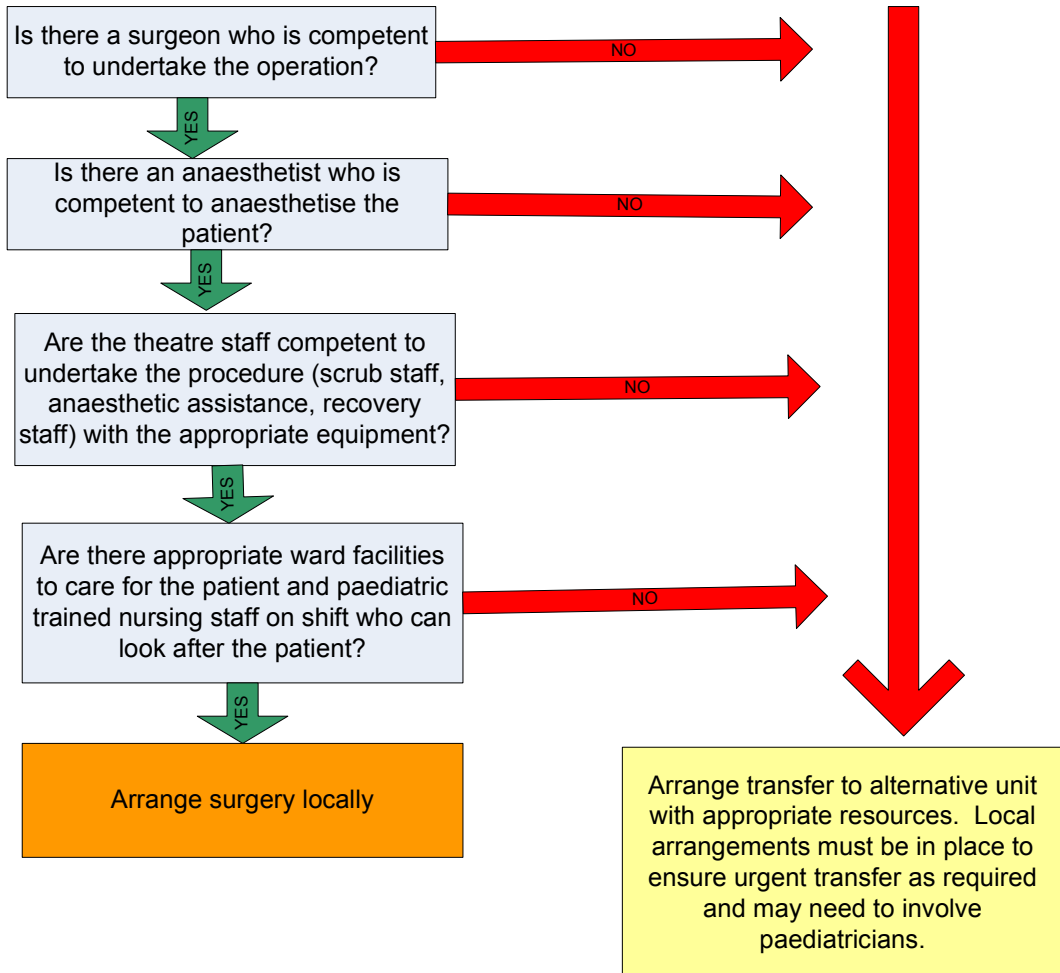 Is there a surgeon who is competent
to undertake the operation?
NO
YES
Is there an anaesthetist who is
competent to anaesthetise the
patient?
NO
YES
Are the theatre staff competent to
undertake the procedure (scrub staff,
anaesthetic assistance, recovery
staff) with the appropriate equipment?
NO
YES
Are there appropriate ward facilities
to care for the patient and paediatric
trained nursing staff on shift who can
look after the patient?
NO
YES
Arrange surgery locally
Arrange transfer to alternative unit
with appropriate resources.  Local
arrangements must be in place to
ensure urgent transfer as required
and may need to involve
paediatricians.